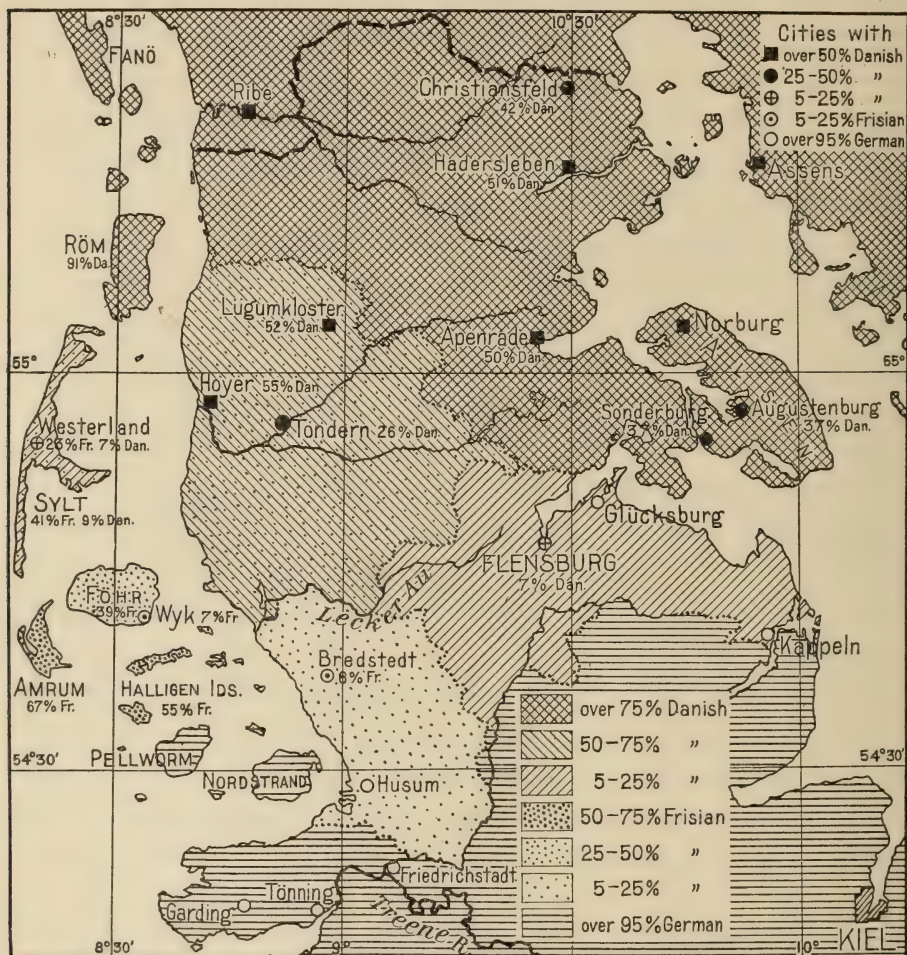 8°30'
10°30'
Cities with
over 50% Danish
25-50% "
5-25% "
5-25% Frisian
over 95% German
FANÖ
Ribe
Christiansfeld
42% Dan.
Hadersleben
51% Dan.
Assens
RÖM
91% Da.
Lügumkloster
52% Dan.
Apenrade
50% Dan.
Norburg
55°
55°
Hoyer 55% Dan
Tondern 26% Dan.
Sonderburg
Augustenburg
37% Dan.
Westerland
23% Fr. 7% Dan.
SYLT
41% Fr. 9% Dan.
Glücksburg
FLENSBURG
7% Dan.
FÖHR
39% Fr.
Wyk 7% Fr
Lecker Au
Kappeln
Bredstedt
6% Fr.
AMRUM
67% Fr.
HALLIGEN IDS.
55% Fr.
PELLWORM
54°30'
54°30'
NORDSTRAND
Husum
over 75% Danish
50-75% "
5-25% "
50-75% Frisian
25-50% "
5-25% "
over 95% German
Friedrichstadt
Tönning
Garding
Treene R.
KIEL
8°30'
9°
10°